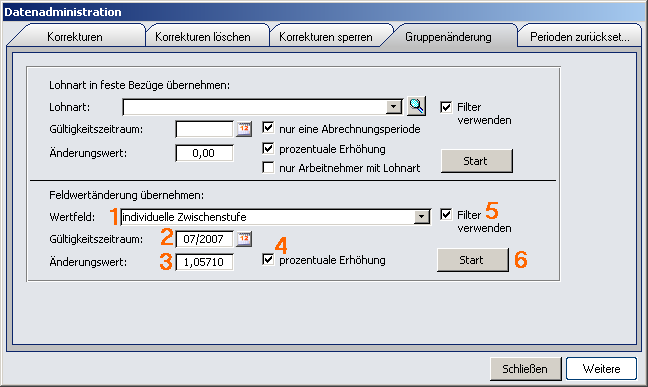 Datenadministration
Korrekturen Korrekturen löschen Korrekturen sperren Gruppenänderung Perioden zurückset...
Lohnart in feste Bezüge übernehmen:
Lohnart: Filter verwenden
Gültigkeitszeitraum: 12 nur eine Abrechnungsperiode
Änderungswert: 0,00 prozentuale Erhöhung
nur Arbeitnehmer mit Lohnart Start
Feldwertänderung übernehmen:
Wertfeld: 1 individuelle Zwischenstufe Filter verwenden 5
Gültigkeitszeitraum: 2 07/2007 12 4
Änderungswert: 3 1,05710 prozentuale Erhöhung Start 6
Schließen Weitere